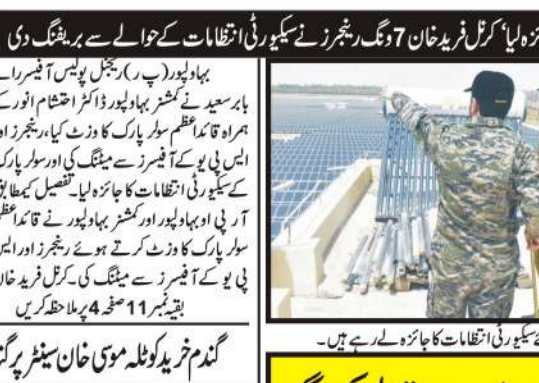 ئزہ لیا، کرنل فرید خان 7 ونگ رینجرز نے سیکیورٹی انتظامات کے حوالے سے بریفنگ دی
بہاولپور (پ ر) ریجنل پولیس آفیسر رائے
بابر سعید نے کمشنر بہاولپور ڈاکٹر احتشام انور کے
ہمراہ قائداعظم سولر پارک کا وزٹ کیا، رینجرز اور
ایس پی یو کے آفیسرز سے میٹنگ کی اور سولر پارک
کے سیکیورٹی انتظامات کا جائزہ لیا۔ تفصیل کیمطابق
آر پی او بہاولپور اور کمشنر بہاولپور نے قائداعظم
سولر پارک کا وزٹ کرتے ہوئے رینجرز اور ایس
پی یو کے آفیسرز سے میٹنگ کی۔ کرنل فرید خان
بقیہ نمبر 11 صفحہ 4 پر ملاحظہ کریں
ئے سیکیورٹی انتظامات کا جائزہ لے رہے ہیں۔
گندم خرید کوٹلہ موسی خان سینٹر پر گند